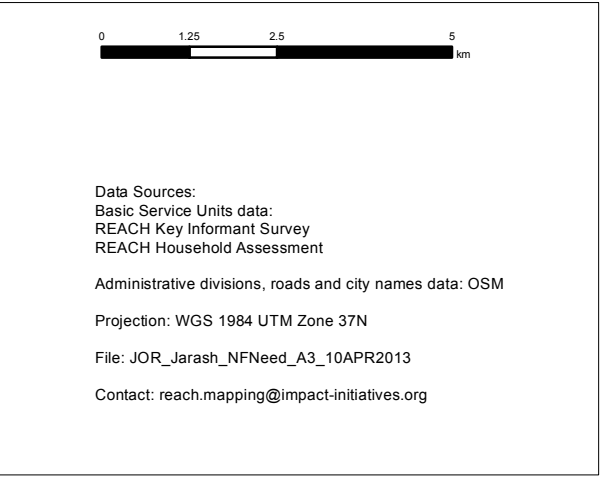 0 1.25 2.5 5
km
Data Sources:
Basic Service Units data:
REACH Key Informant Survey
REACH Household Assessment
Administrative divisions, roads and city names data: OSM
Projection: WGS 1984 UTM Zone 37N
File: JOR_Jarash_NFNeed_A3_10APR2013
Contact: reach.mapping@impact-initiatives.org